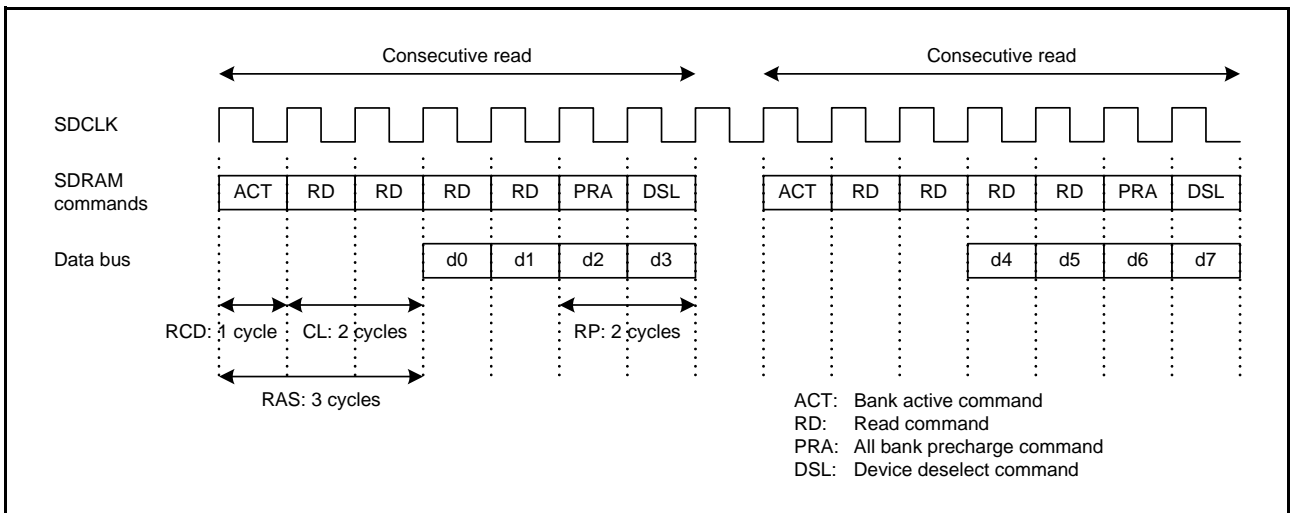 Consecutive read Consecutive read
SDCLK
SDRAM
commands
ACT RD RD RD RD PRA DSL ACT RD RD RD RD PRA DSL
Data bus d0 d1 d2 d3 d4 d5 d6 d7
RCD: 1 cycle CL: 2 cycles RP: 2 cycles
RAS: 3 cycles
ACT: Bank active command
RD: Read command
PRA: All bank precharge command
DSL: Device deselect command